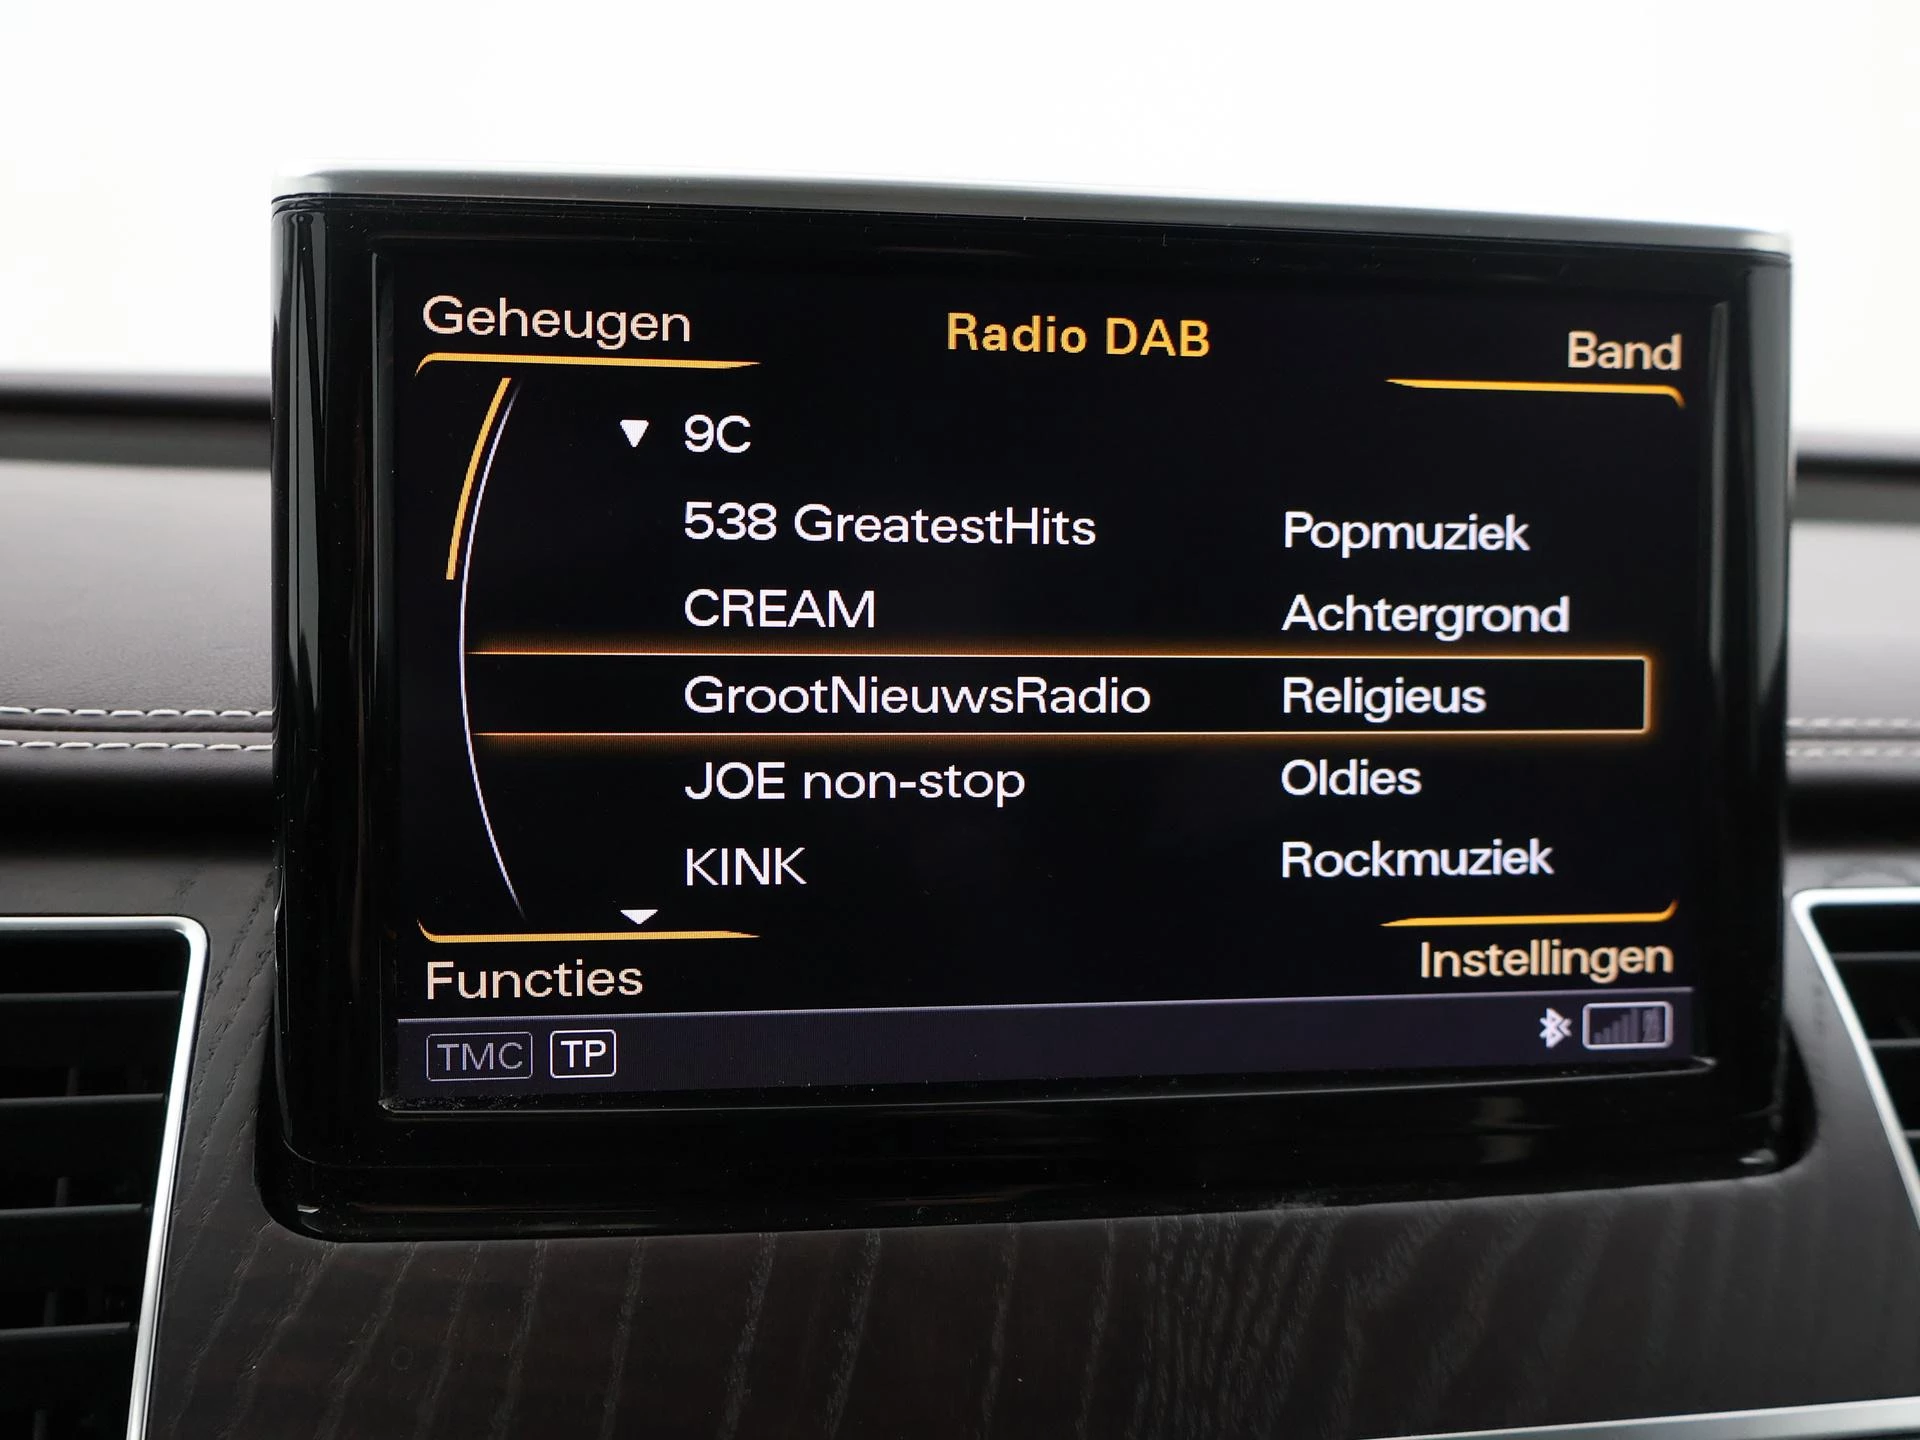 Geheugen Radio DAB Band
9C
538 GreatestHits Popmuziek
CREAM Achtergrond
GrootNieuwsRadio Religieus
JOE non-stop Oldies
KINK Rockmuziek
Functies Instellingen
TMC TP